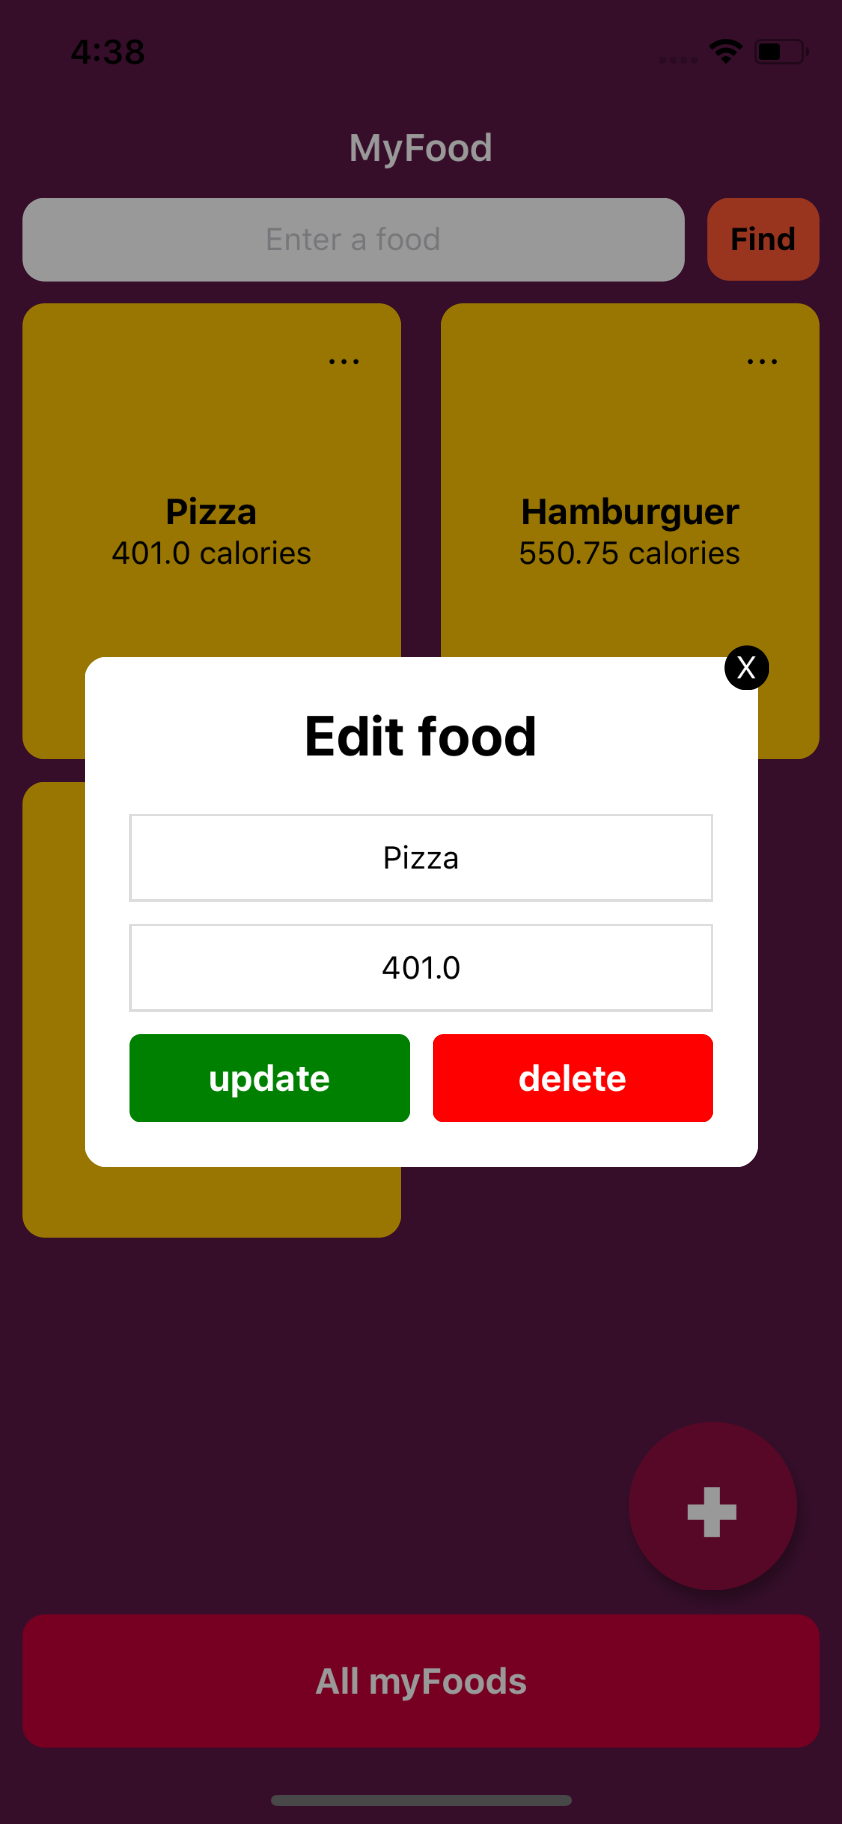 4:38
MyFood
Enter a food
Find
...
...
Pizza
401.0 calories
Hamburguer
550.75 calories
X
Edit food
Pizza
401.0
update
delete
+
All myFoods